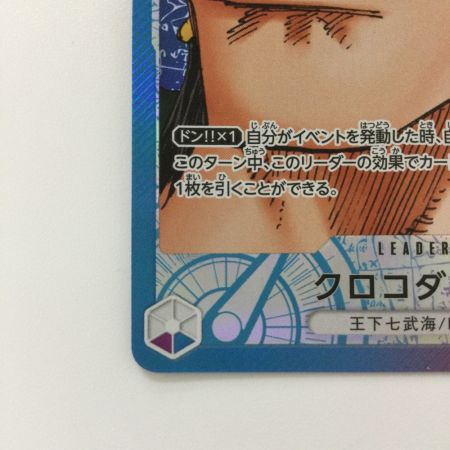 ドン!!×1 自分がイベントを発動した時、自
このターン中、このリーダーの効果でカー
1枚を引くことができる。
LEADER
クロコダ
王下七武海/